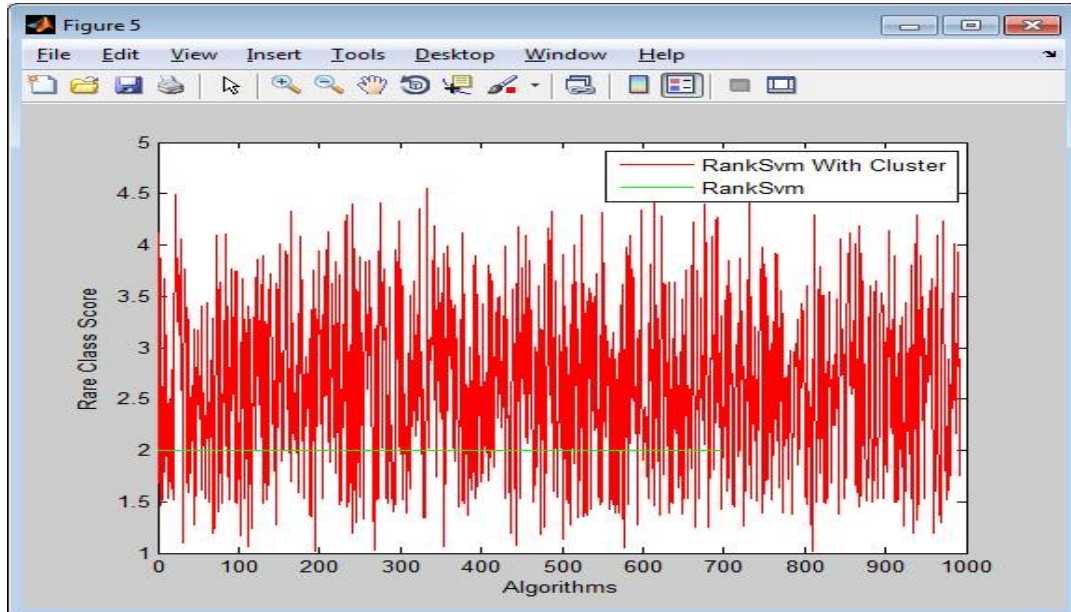 Figure 5
File Edit View Insert Tools Desktop Window Help
RankSvm With Cluster
RankSvm
5
4.5
4
3.5
3
2.5
2
1.5
1
Rare Class Score
0 100 200 300 400 500 600 700 800 900 1000
Algorithms